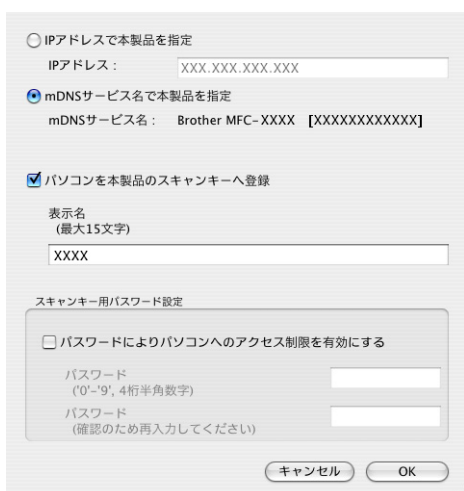 IPアドレスで本製品を指定
IPアドレス： XXX.XXX.XXX.XXX
mDNSサービス名で本製品を指定
mDNSサービス名： Brother MFC-XXXX [XXXXXXXXXXXX]
パソコンを本製品のスキャンキーへ登録
表示名
(最大15文字)
XXXX
スキャンキー用パスワード設定
パスワードによりパソコンへのアクセス制限を有効にする
パスワード
('0'-'9', 4桁半角数字)
パスワード
(確認のため再入力してください)
キャンセル OK